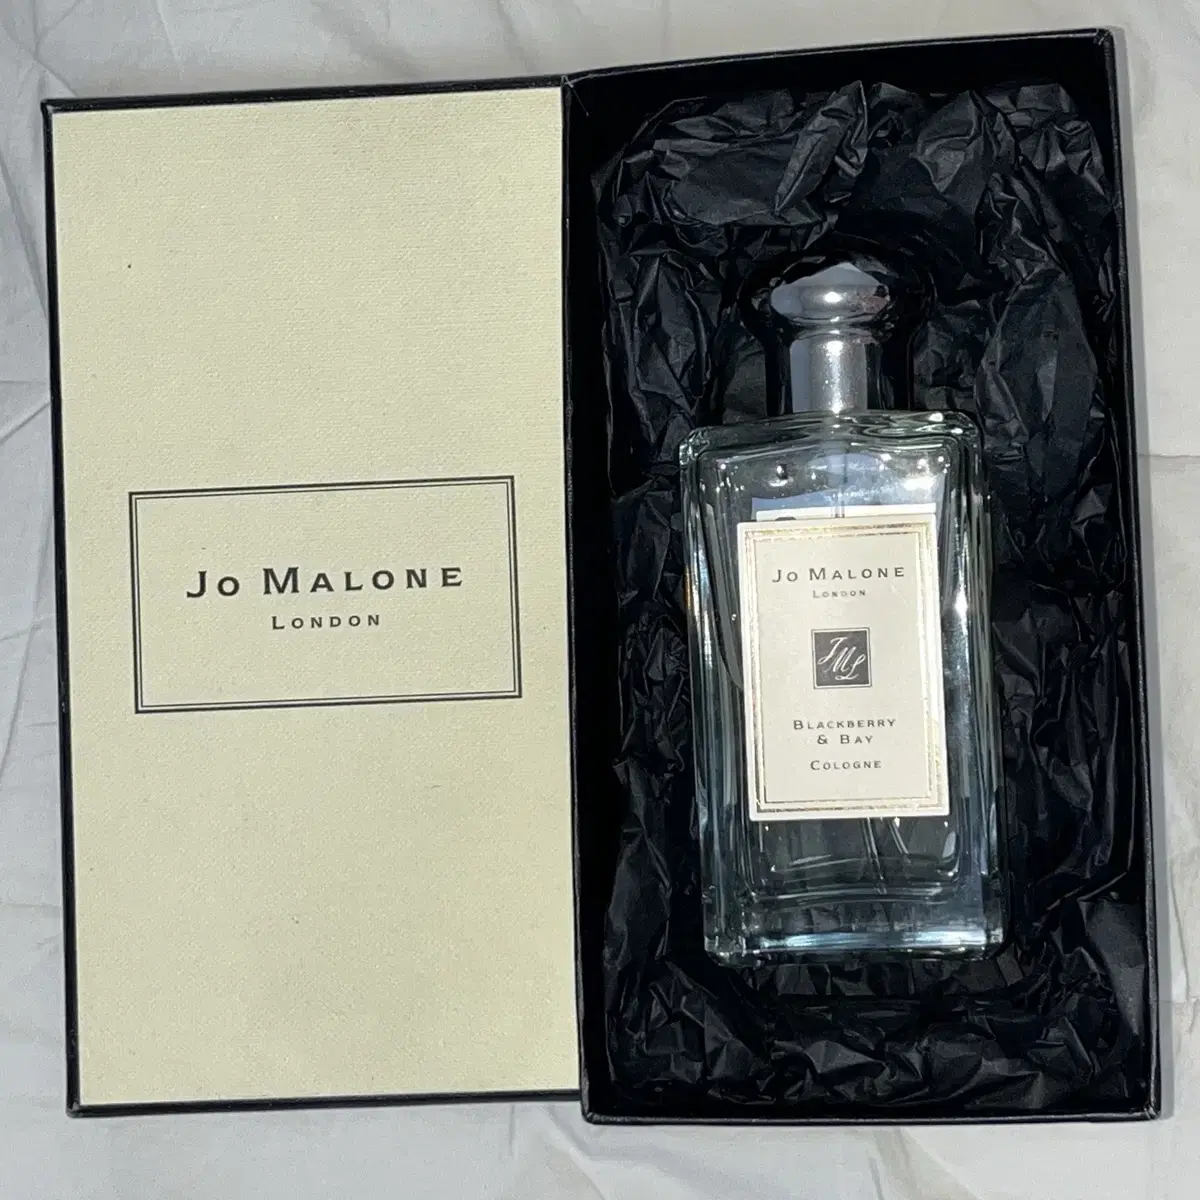 JO MALONE
LONDON
JO MALONE
LONDON
JML
BLACKBERRY
& BAY
COLOGNE